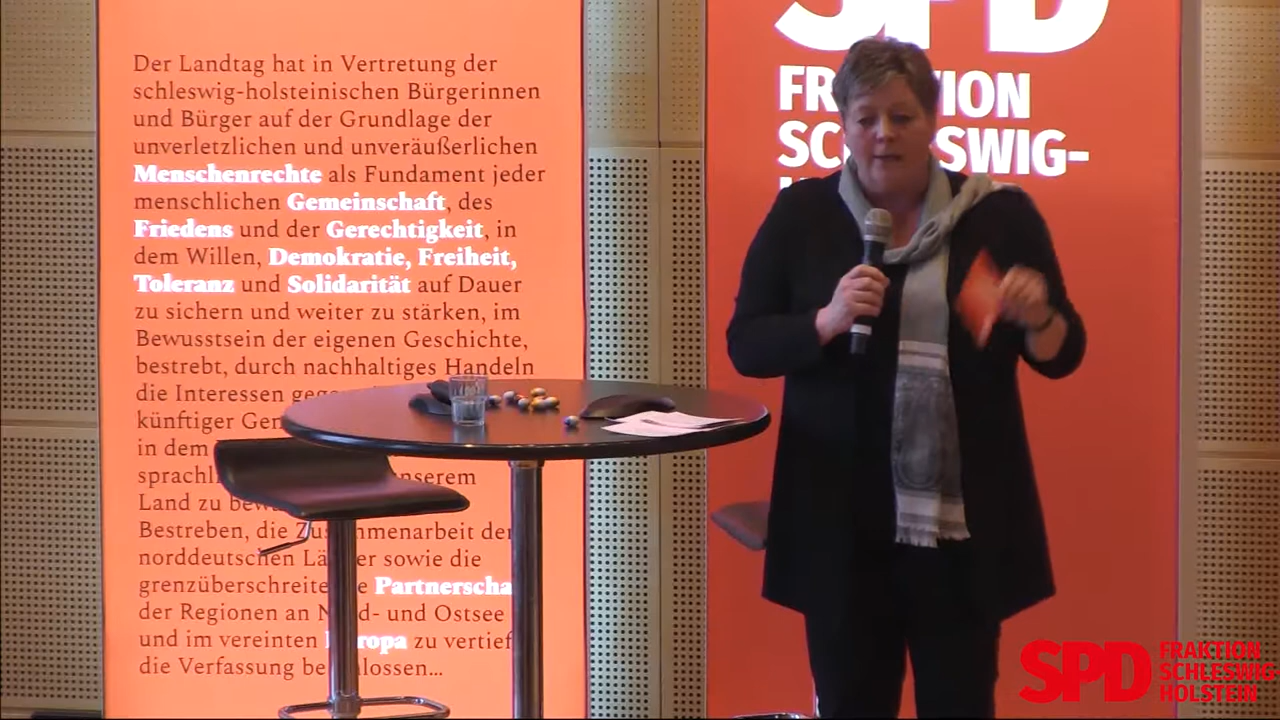 Der Landtag hat in Vertretung der
schleswig-holsteinischen Bürgerinnen
und Bürger auf der Grundlage der
unverletzlichen und unveräußerlichen
Menschenrechte als Fundament jeder
menschlichen Gemeinschaft, des
Friedens und der Gerechtigkeit, in
dem Willen, Demokratie, Freiheit,
Toleranz und Solidarität auf Dauer
zu sichern und weiter zu stärken, im
Bewusstsein der eigenen Geschichte,
bestrebt, durch nachhaltiges Handeln
die Interessen
künftiger
in dem
Land zu
Bestreben, die
norddeutschen sowie die
der Regionen an und Ostsee
und im vereinten zu
die Verfassung
SPD
SPD
FRAKTION
SCHLESWIG-
HOLSTEIN